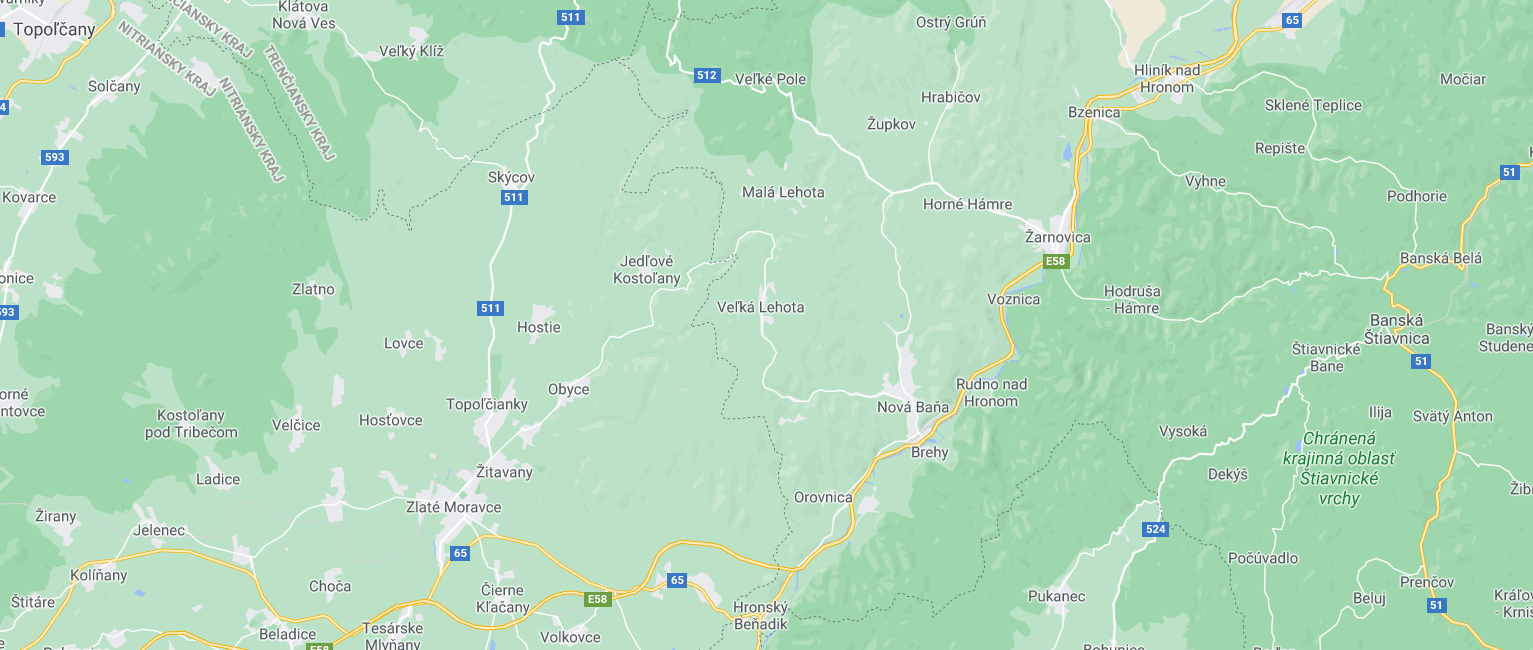 Klátova
Nová Ves
511
Ostrý Grúň
65
Topoľčany
NITRIANSKY KRAJ
TRENČIANSKY KRAJ
Veľký Klíž
NITRIANSKY KRAJ
512
Veľké Pole
Hliník nad
Hronom
Močiar
Solčany
Hrabičov
Sklené Teplice
Bzenica
Župkov
593
Repište
Skýcov
51
Vyhne
Malá Lehota
Kovarce
511
Podhorie
Horné Hámre
Žarnovica
E58
Banská Belá
Jedľové
Kostoľany
Zlatno
Hodruša
- Hámre
Voznica
511
Veľká Lehota
Hostie
Banská
Štiavnica
Lovce
Štiavnické
Bane
51
Rudno nad
Hronom
Obyce
Topoľčianky
Nová Baňa
Kostoľany
pod Tribečom
Velčice
Hosťovce
Ilija
Svätý Anton
Vysoká
Chránená
krajinná oblasť
Štiavnické
vrchy
Brehy
Ladice
Žitavany
Dekýš
Orovnica
Zlaté Moravce
Žirany
Jelenec
524
65
Počúvadlo
Kolíňany
Choča
65
Čierne
Kľačany
E58
Prenčov
Beluj
Pukanec
51
Štitáre
Hronský
Beňadik
Beladice
Tesárske
Mlyňany
Volkovce
E58